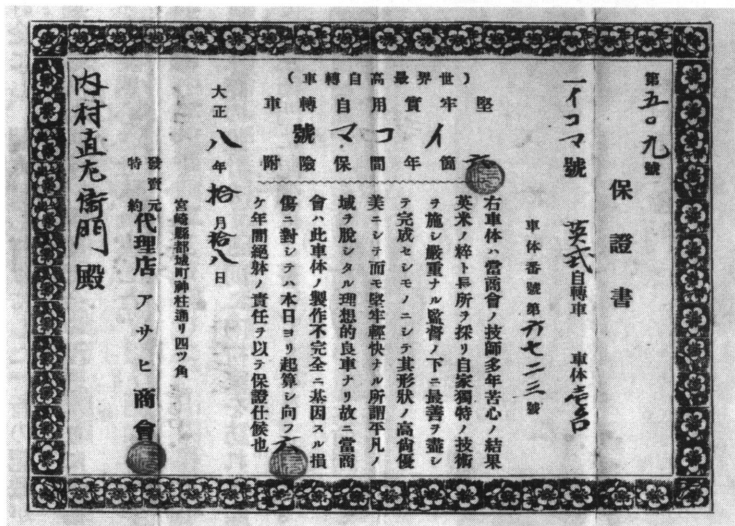 第五〇九號
保證書
一イコマ號 英式自轉車 車体壱台
車体番號第六七二三號
(世界最高自轉車)
堅牢實用自轉車
イコマ號
六箇年間保險附
右車体ハ當商會ノ技師多年苦心ノ結果
英米ノ粹ト長所ヲ採リ自家獨特ノ技術
ヲ施シ嚴重ナル監督ノ下ニ最善ヲ盡シ
テ完成セシモノニシテ其形狀ノ高尙優
美ニシテ而モ堅牢輕快ナル所謂平凡ノ
域ヲ脫シタル理想的良車ナリ故ニ當商
會ハ此車体ノ製作不完全ニ基因スル損
傷ニ對シテハ本日ヨリ起算シ向フ六
ケ年間絕躰ノ責任ヲ以テ保證仕候也
大正八年拾月拾八日
宮崎縣都城町神柱通リ四ツ角
發賣元
特約
代理店 アサヒ商會
内村直左衛門殿